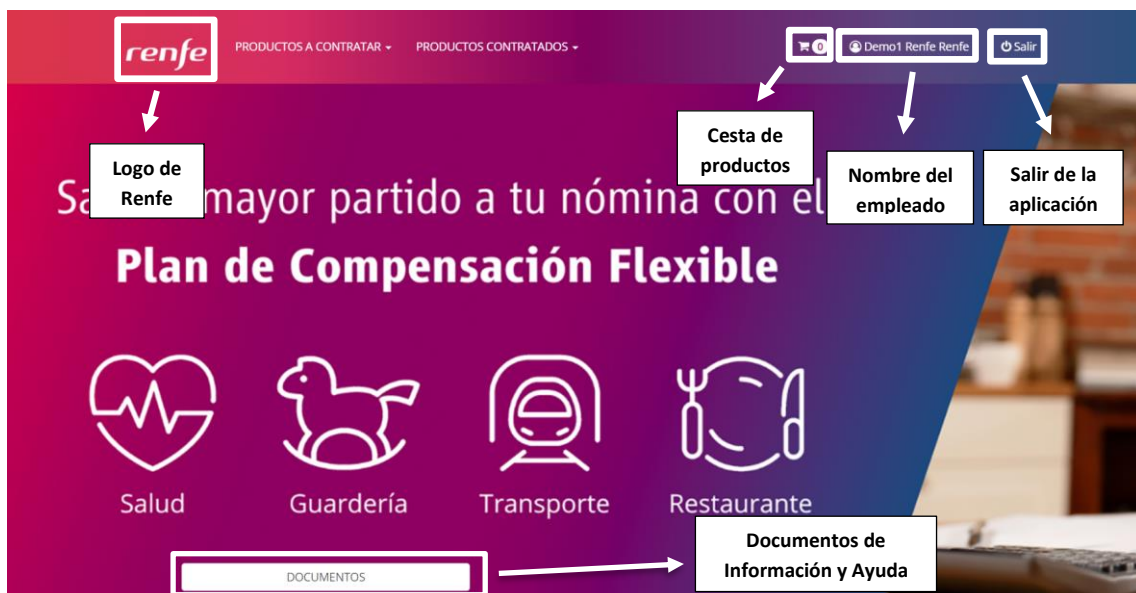 renfe
PRODUCTOS A CONTRATAR
PRODUCTOS CONTRATADOS
0
Demo1 Renfe Renfe
Salir
Cesta de
productos
Logo de
Renfe
Nombre del
empleado
Salir de la
aplicación
mayor partido a tu nómina con el
Plan de Compensación Flexible
Salud
Guardería
Transporte
Restaurante
DOCUMENTOS
Documentos de
Información y Ayuda